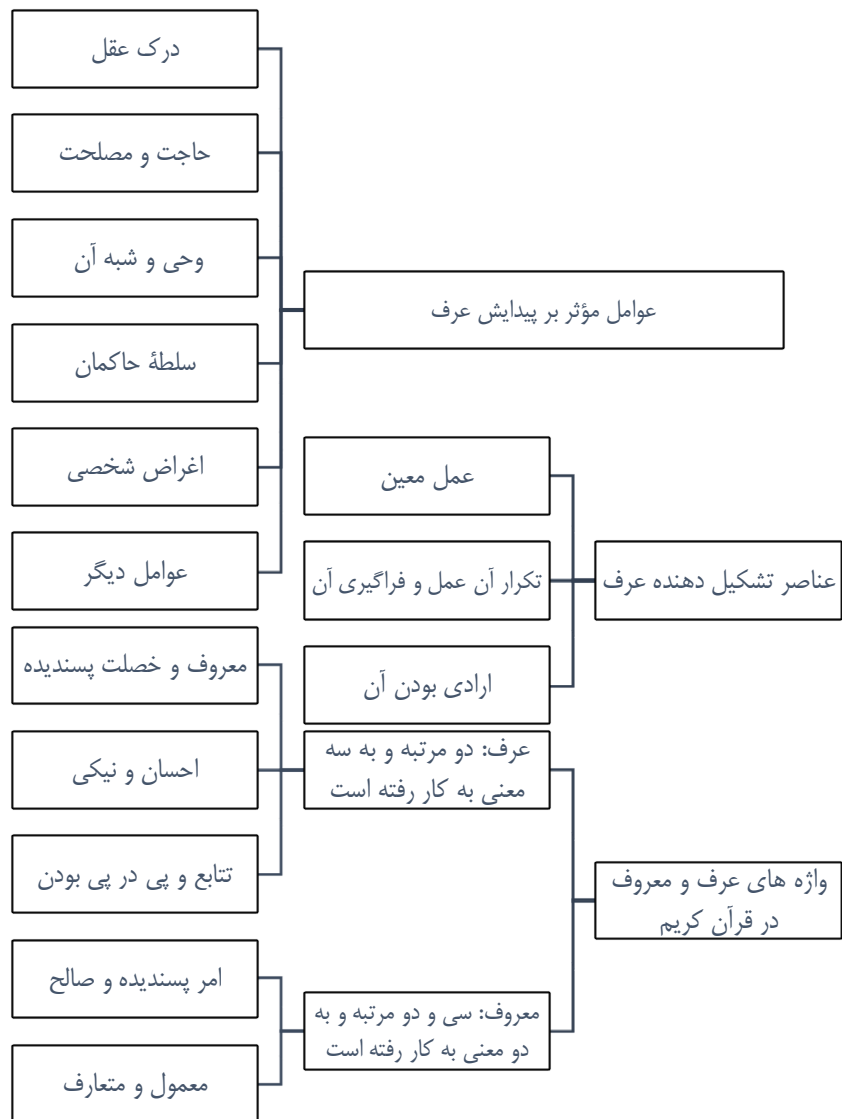 عوامل مؤثر بر پیدایش عرف
درک عقل
حاجت و مصلحت
وحی و شبه آن
سلطهٔ حاکمان
اغراض شخصی
عوامل دیگر
عناصر تشکیل دهنده عرف
عمل معین
تکرار آن عمل و فراگیری آن
ارادی بودن آن
واژه های عرف و معروف
در قرآن کریم
عرف: دو مرتبه و به سه
معنی به کار رفته است
معروف و خصلت پسندیده
احسان و نیکی
تتابع و پی در پی بودن
معروف: سی و دو مرتبه و به
دو معنی به کار رفته است
امر پسندیده و صالح
معمول و متعارف